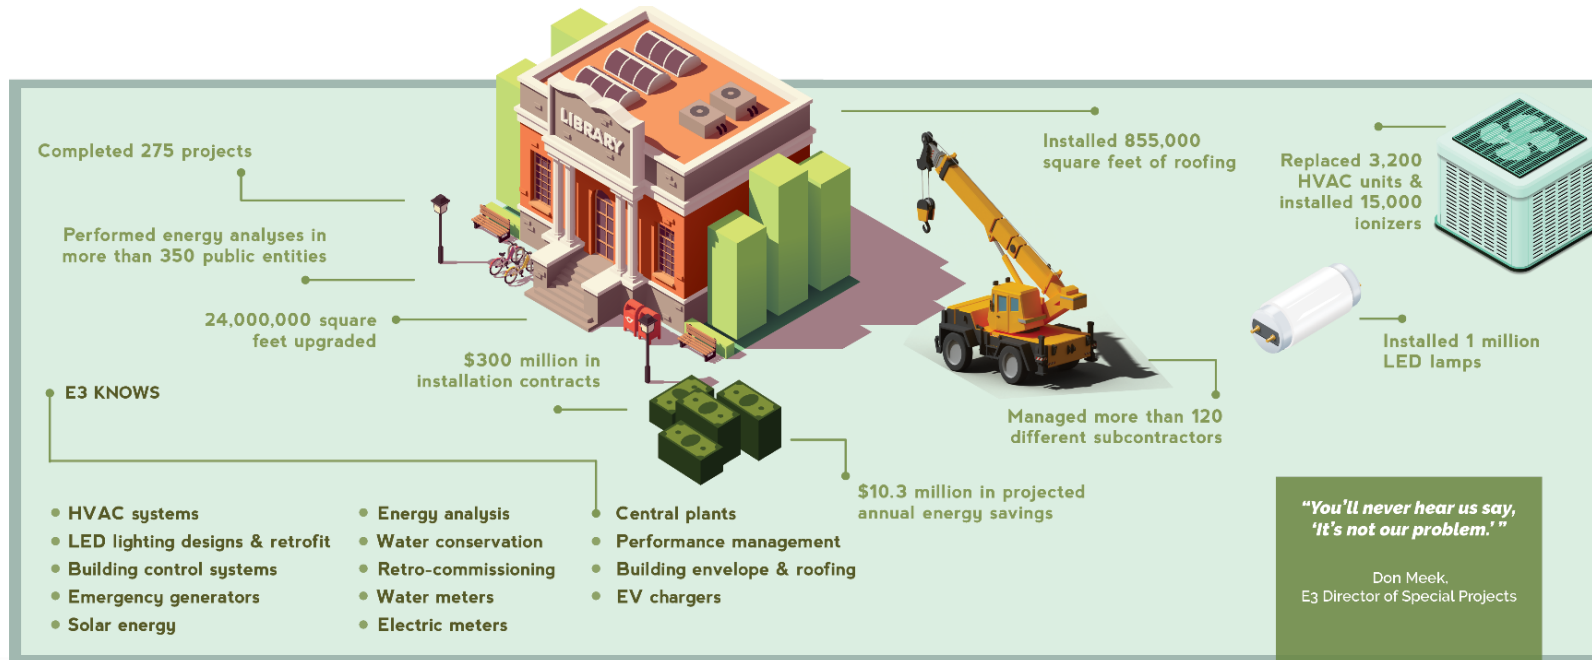 LIBRARY
Completed 275 projects
Performed energy analyses in
more than 350 public entities
24,000,000 square
feet upgraded
$300 million in
installation contracts
$10.3 million in projected
annual energy savings
Installed 855,000
square feet of roofing
Managed more than 120
different subcontractors
Replaced 3,200
HVAC units &
installed 15,000
ionizers
Installed 1 million
LED lamps
E3 KNOWS
HVAC systems
LED lighting designs & retrofit
Building control systems
Emergency generators
Solar energy
Energy analysis
Water conservation
Retro-commissioning
Water meters
Electric meters
Central plants
Performance management
Building envelope & roofing
EV chargers
“You’ll never hear us say,
‘It’s not our problem.’ ”
Don Meek,
E3 Director of Special Projects